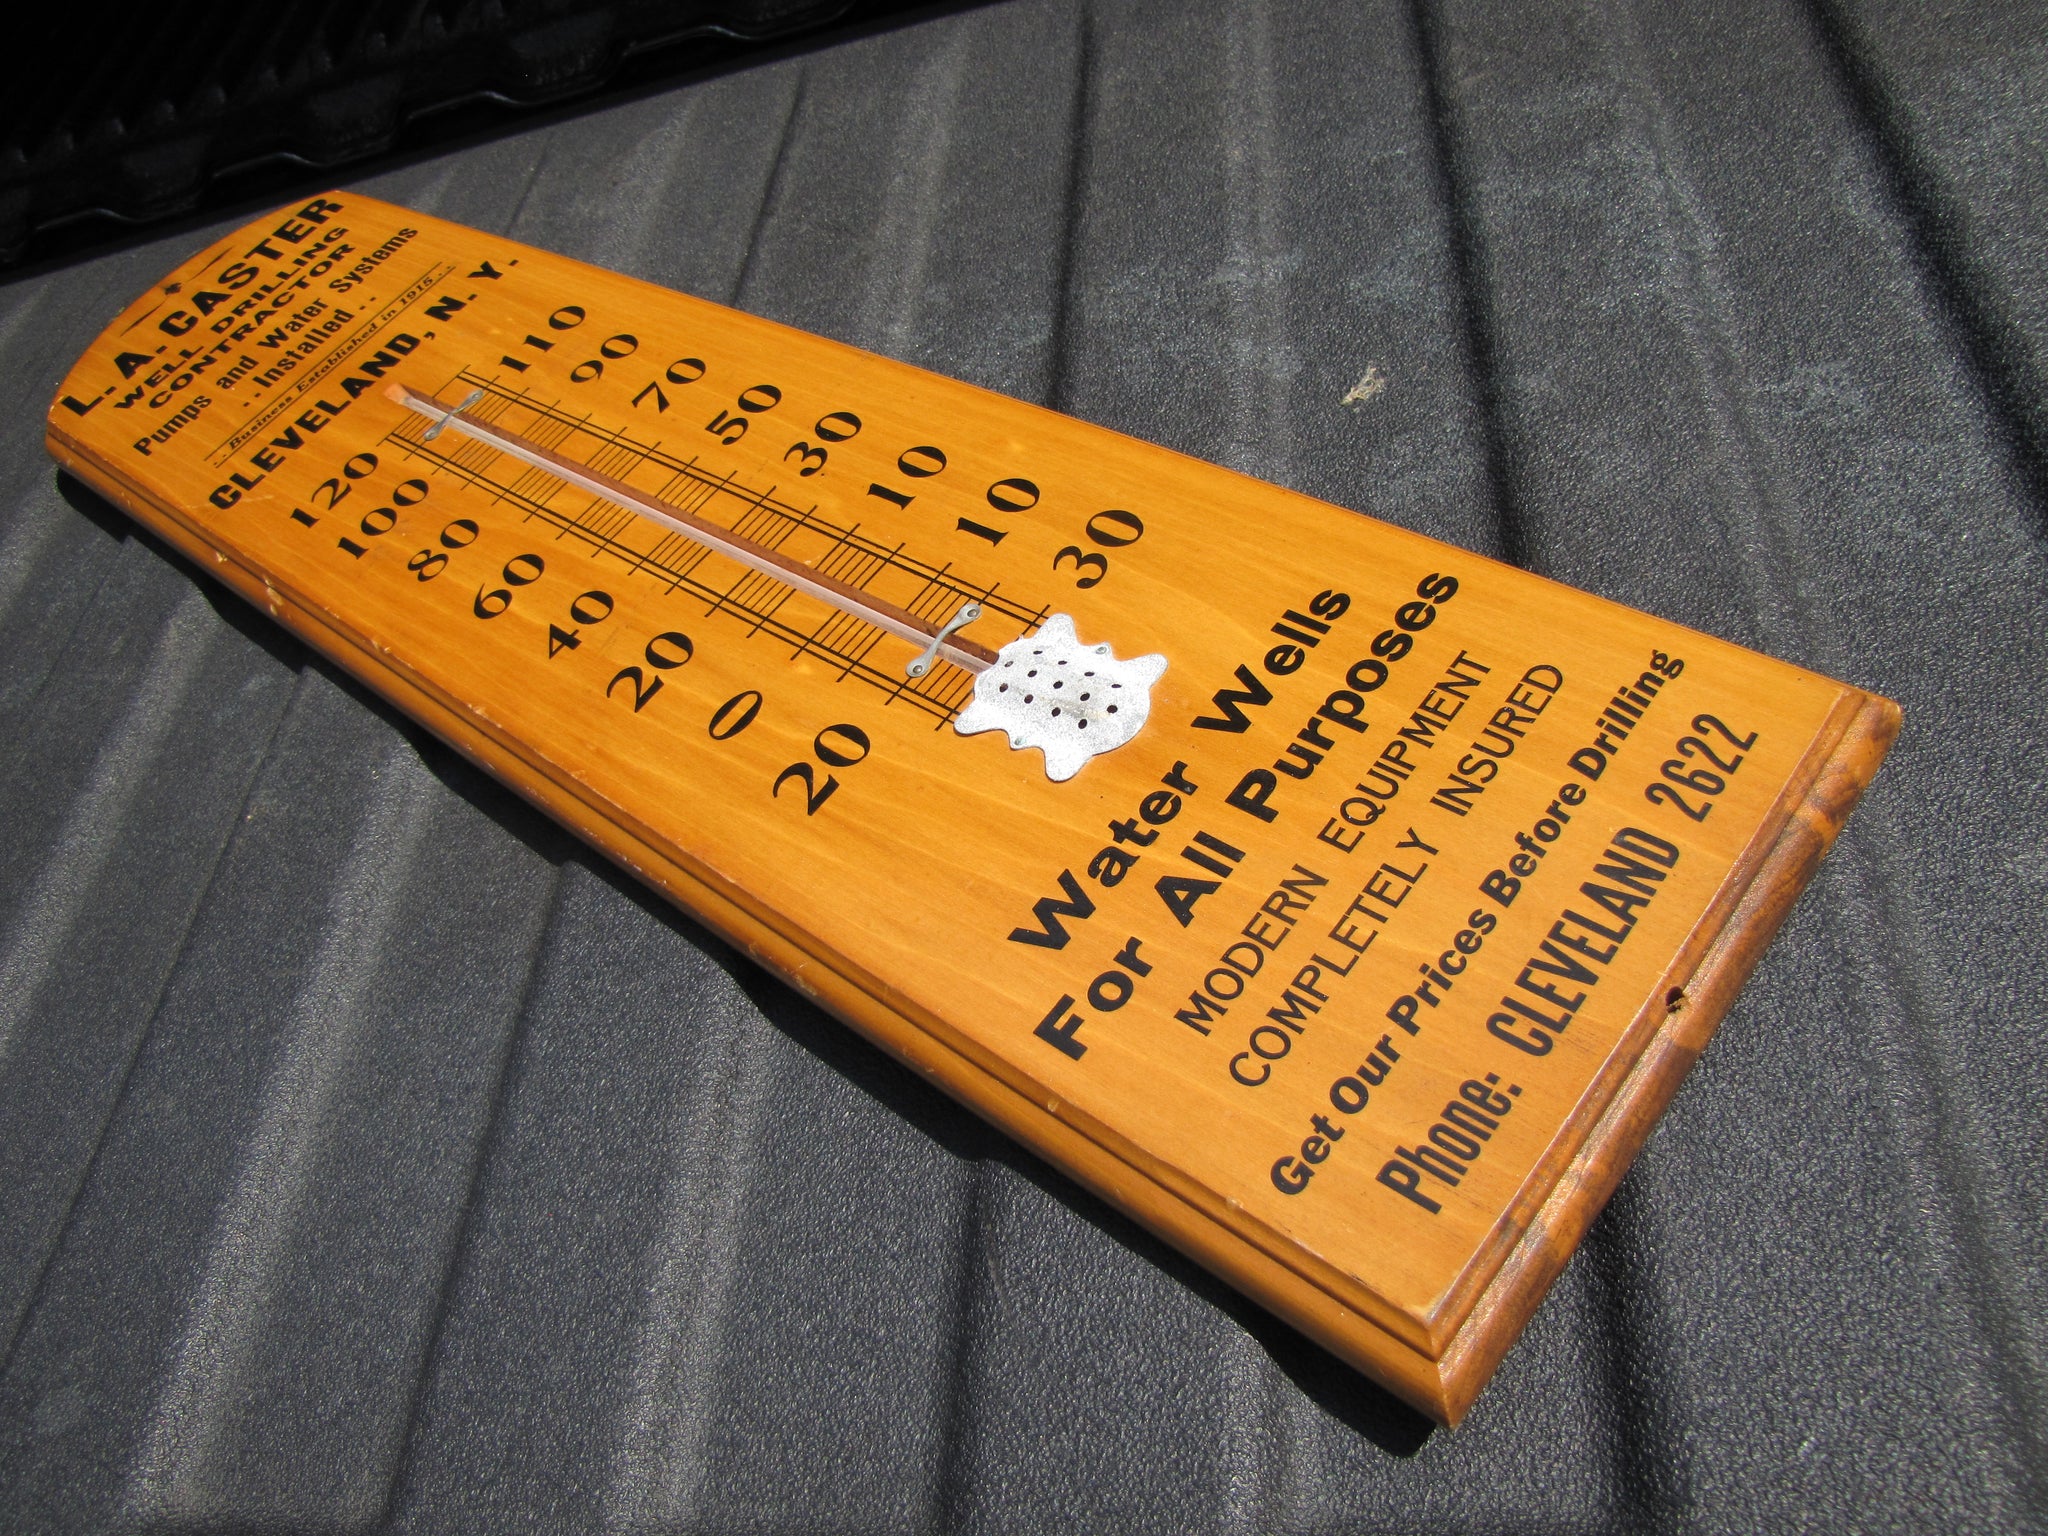 L. A. CASTER
WELL DRILLING
CONTRACTOR
Pumps and Water Systems
. . Installed . .
. . Business Established in 1915 . .
CLEVELAND, N. Y.
120 110
100 90
80 70
60 50
40 30
20 10
0 10
20 30
Water Wells
For All Purposes
MODERN EQUIPMENT
COMPLETELY INSURED
Get Our Prices Before Drilling
Phone: CLEVELAND 2622